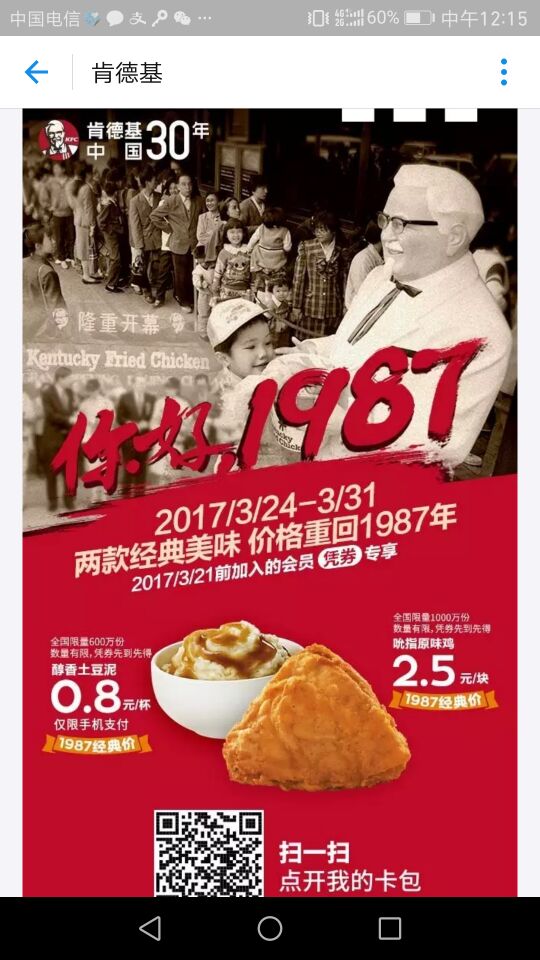 中国电信 ··· 4G 2G 60% 中午12:15
肯德基
KFC
肯德基
中国30年
隆重开幕
Kentucky Fried Chicken
你好,1987
2017/3/24-3/31
两款经典美味 价格重回1987年
2017/3/21前加入的会员 凭券 专享
全国限量600万份
数量有限,凭券先到先得
醇香土豆泥
0.8元/杯
仅限手机支付
1987经典价
全国限量1000万份
数量有限,凭券先到先得
吮指原味鸡
2.5元/块
1987经典价
扫一扫
点开我的卡包